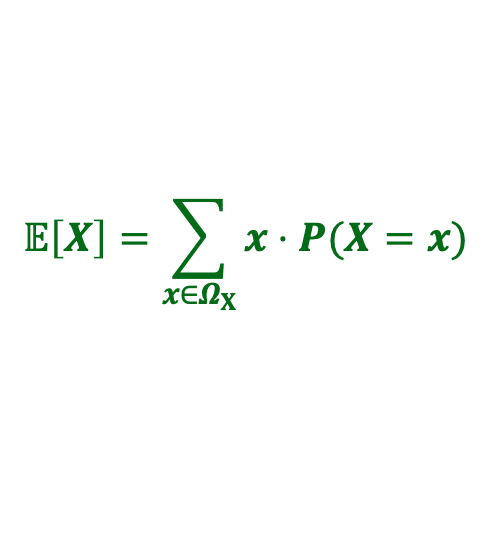 𝔼[X] = ∑ x · P(X = x)
x∈Ω_X